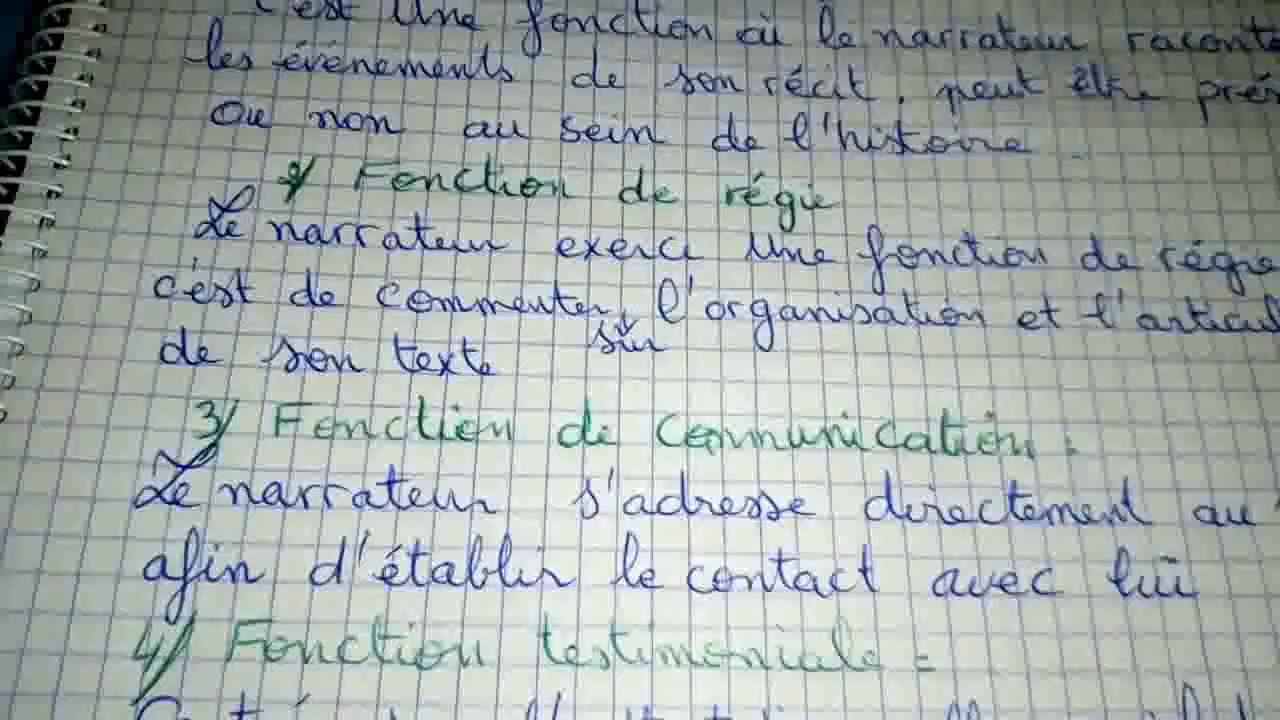 c'est une fonction où le narrateur raconte
les événements de son récit, peut être prés
ou non au sein de l'histoire
2/ Fonction de régie
Le narrateur exerce une fonction de régie
c'est de commenter, l'organisation et l'articul
de son texte sur
3/ Fonction de communication :
Le narrateur s'adresse directement au
afin d'établir le contact avec lui
4/ Fonction testimoniale =